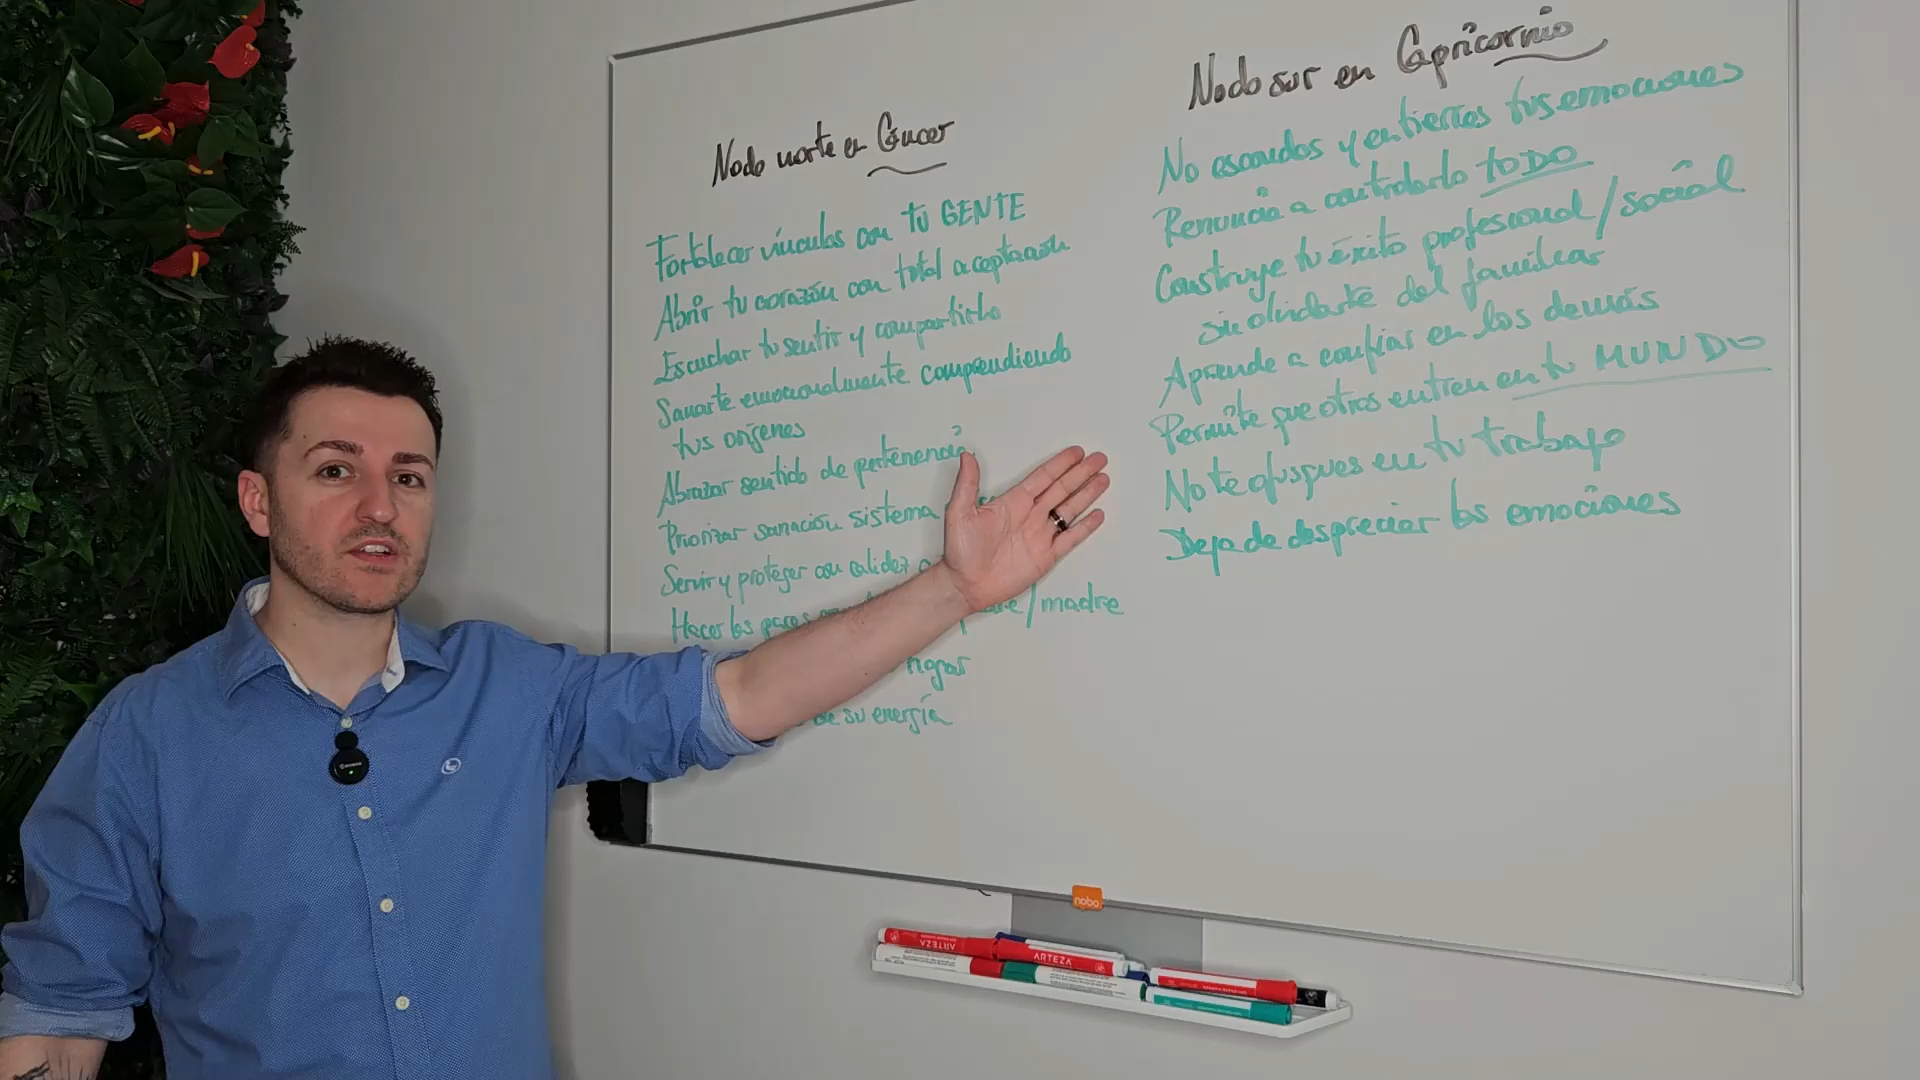 Nodo norte en Cáncer
Fortalecer vínculos con tu GENTE
Abrir tu corazón con total aceptación
Escuchar tu sentir y compartirlo
Sanarte emocionalmente comprendiendo
tus orígenes
Abrazar sentido de pertenencia
Priorizar sanación sistema
Servir y proteger con calidez
Hacer las paces /madre
hogar
de su energía
Nodo sur en Capricornio
No escondas y entierres tus emociones
Renuncia a controlarlo TODO
Construye tu éxito profesional/social
sin olvidarte del familiar
Aprende a confiar en los demás
Permite que otros entren en tu MUNDO
No te ofusques en tu trabajo
Deja de despreciar las emociones
nobo
ARTEZA
ARTEZA